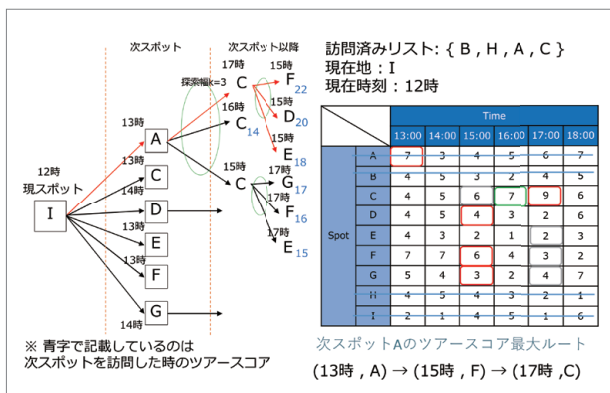 次スポット
次スポット以降
訪問済みリスト: { B , H , A , C }
現在地 : I
現在時刻 : 12時
探索幅k=3
17時
C
15時
F
22
16時
C
14
15時
D
20
15時
E
18
13時
A
12時
現スポット
I
13時
C
14時
D
13時
E
13時
F
14時
G
15時
C
17時
G
17
17時
F
16
17時
E
15
Time
13:00 14:00 15:00 16:00 17:00 18:00
Spot
A 7 3 4 5 6 7
B 4 5 3 2 4 5
C 4 5 6 7 9 6
D 4 5 4 3 2 6
E 4 3 2 1 2 3
F 7 7 6 4 3 2
G 5 4 3 2 4 7
H 4 5 4 3 2 1
I 2 1 4 5 1 6
※ 青字で記載しているのは
次スポットを訪問した時のツアースコア
次スポットAのツアースコア最大ルート
(13時 , A) → (15時 , F) → (17時 ,C)